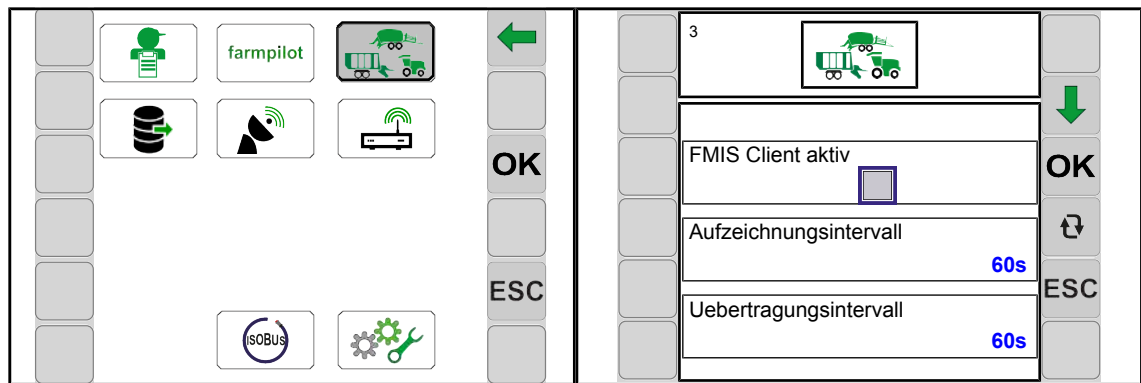 farmpilot
OK
ESC
ISOBUS
3
FMIS Client aktiv
Aufzeichnungsintervall
60s
Uebertragungsintervall
60s
OK
ESC